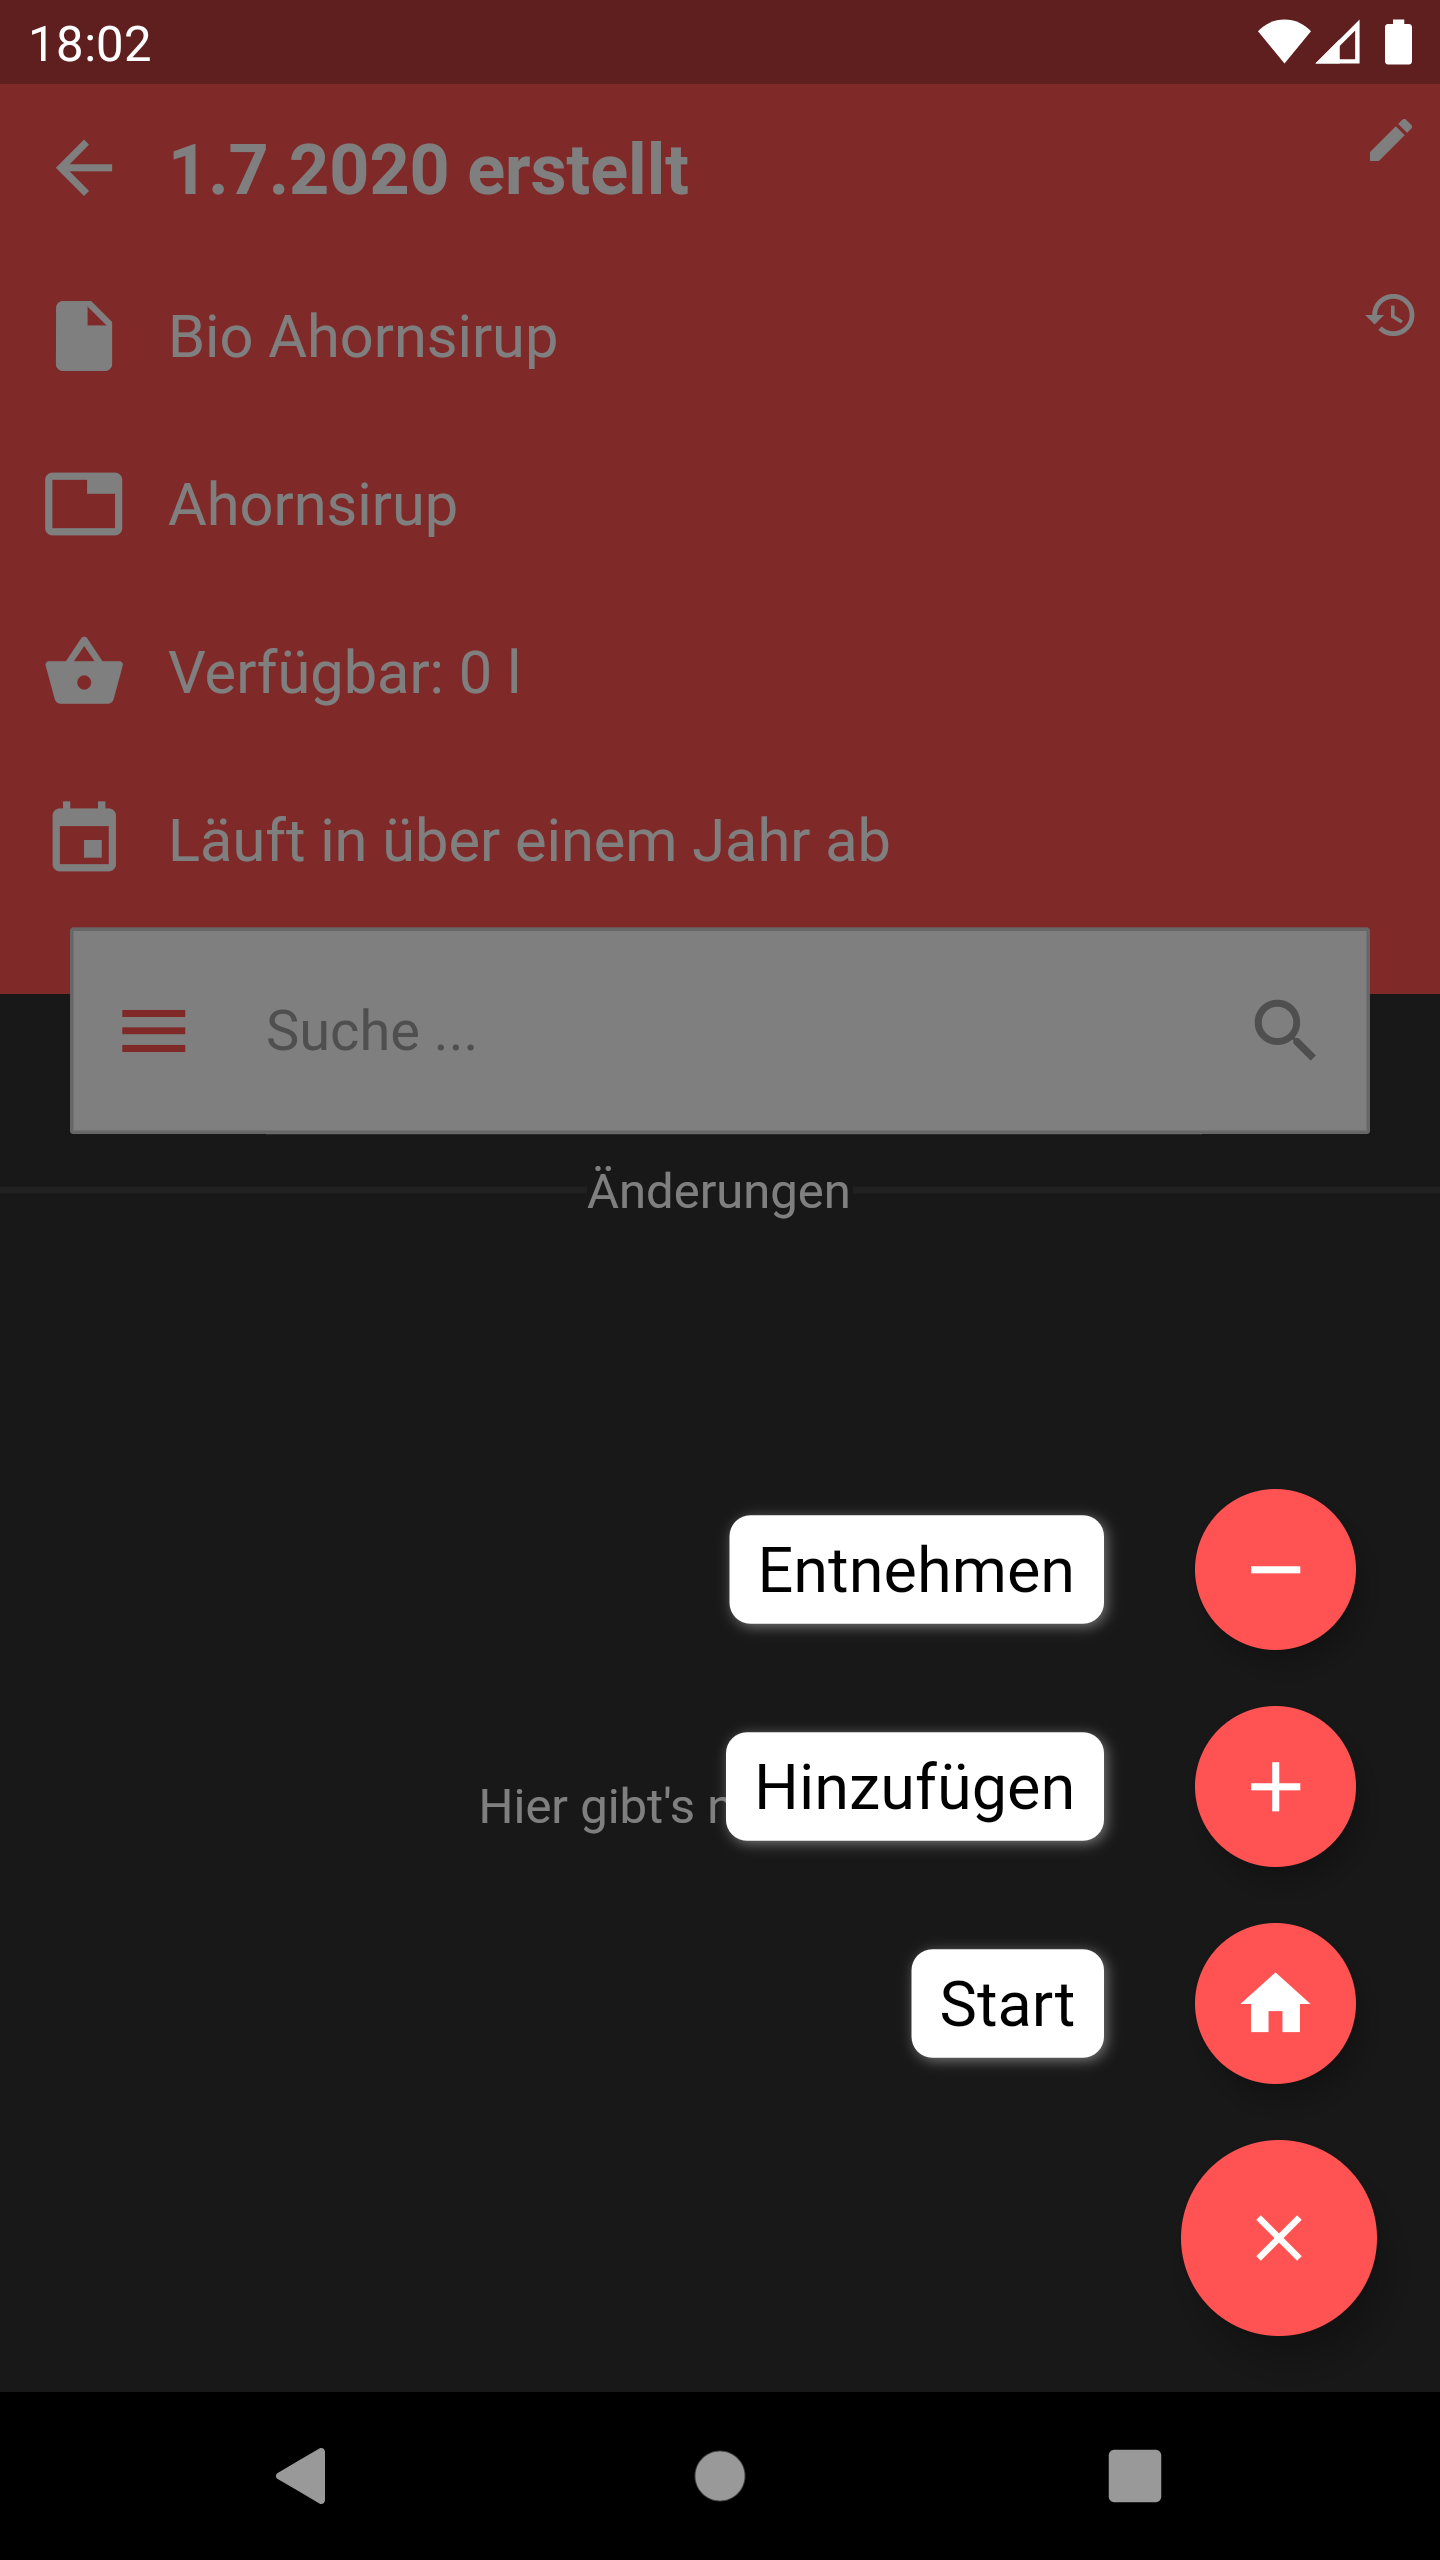 18:02
1.7.2020 erstellt
Bio Ahornsirup
Ahornsirup
Verfügbar: 0 l
Läuft in über einem Jahr ab
Suche ...
Änderungen
Entnehmen
Hier gibt's
Hinzufügen
Start